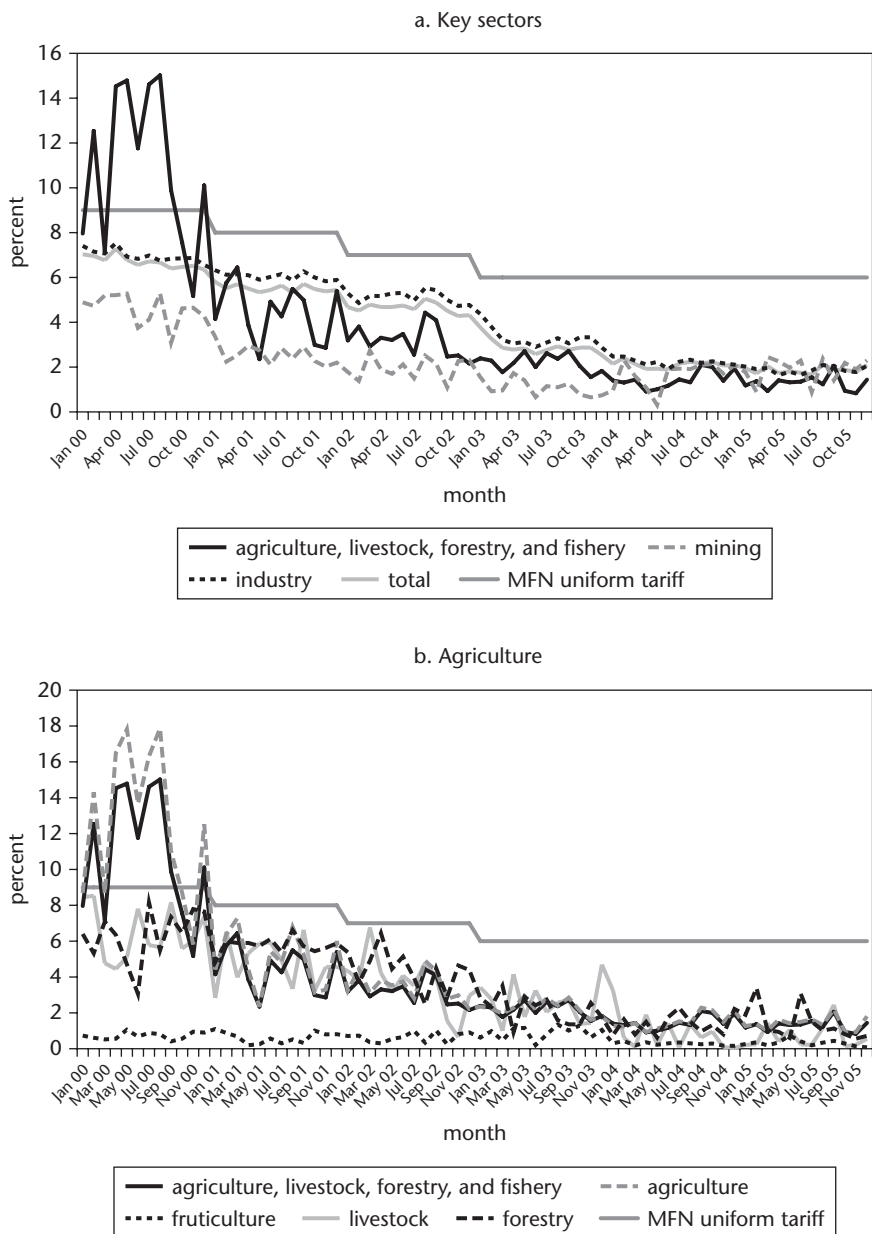 a. Key sectors
16
14
12
10
8
6
4
2
0
percent
Jan 00
Apr 00
Jul 00
Oct 00
Jan 01
Apr 01
Jul 01
Oct 01
Jan 02
Apr 02
Jul 02
Oct 02
Jan 03
Apr 03
Jul 03
Oct 03
Jan 04
Apr 04
Jul 04
Oct 04
Jan 05
Apr 05
Jul 05
Oct 05
month
agriculture, livestock, forestry, and fishery mining
industry total MFN uniform tariff
b. Agriculture
20
18
16
14
12
10
8
6
4
2
0
percent
Jan 00
Mar 00
May 00
Jul 00
Sep 00
Nov 00
Jan 01
Mar 01
May 01
Jul 01
Sep 01
Nov 01
Jan 02
Mar 02
May 02
Jul 02
Sep 02
Nov 02
Jan 03
Mar 03
May 03
Jul 03
Sep 03
Nov 03
Jan 04
Mar 04
May 04
Jul 04
Sep 04
Nov 04
Jan 05
Mar 05
May 05
Jul 05
Sep 05
Nov 05
month
agriculture, livestock, forestry, and fishery agriculture
fruticulture livestock forestry MFN uniform tariff